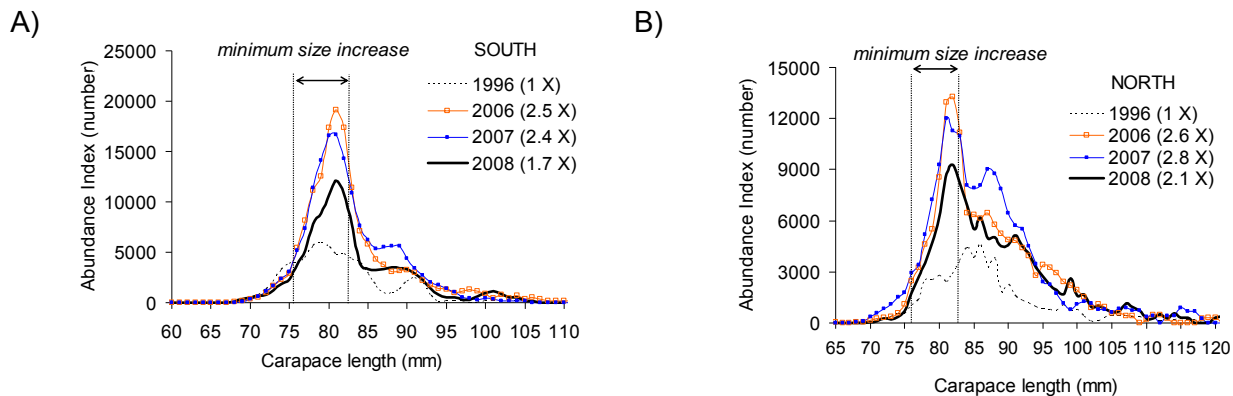 A)
minimum size increase
SOUTH
1996 (1 X)
2006 (2.5 X)
2007 (2.4 X)
2008 (1.7 X)
Abundance Index (number)
25000
20000
15000
10000
5000
0
60 65 70 75 80 85 90 95 100 105 110
Carapace length (mm)
B)
minimum size increase
NORTH
1996 (1 X)
2006 (2.6 X)
2007 (2.8 X)
2008 (2.1 X)
Abundance Index (number)
15000
12000
9000
6000
3000
0
65 70 75 80 85 90 95 100 105 110 115 120
Carapace length (mm)